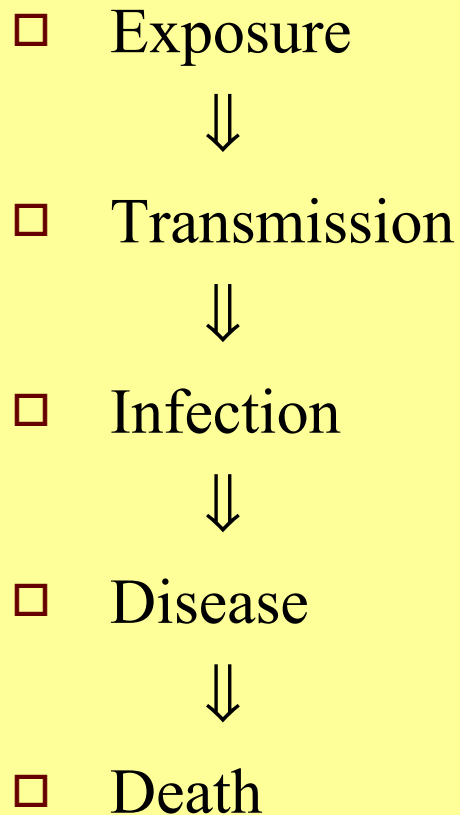 □ Exposure
⇓
□ Transmission
⇓
□ Infection
⇓
□ Disease
⇓
□ Death